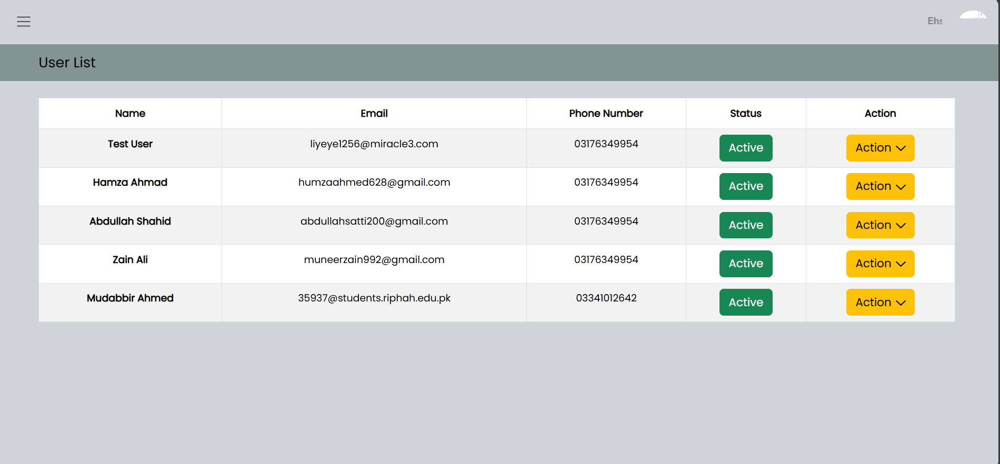 User List
Name Email Phone Number Status Action
Test User liyeye1256@miracle3.com 03176349954 Active Action
Hamza Ahmad humzaahmed628@gmail.com 03176349954 Active Action
Abdullah Shahid abdullahsatti200@gmail.com 03176349954 Active Action
Zain Ali muneerzain992@gmail.com 03176349954 Active Action
Mudabbir Ahmed 35937@students.riphah.edu.pk 03341012642 Active Action